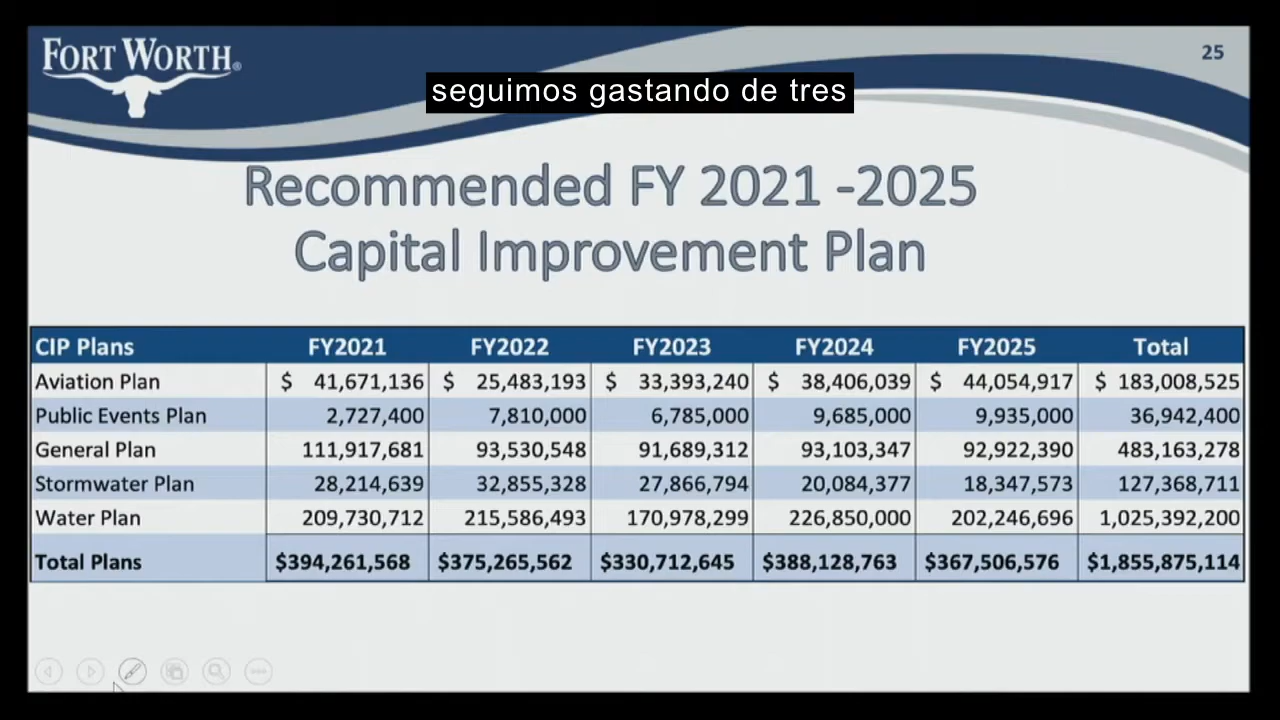 FORT WORTH®
25
seguimos gastando de tres
Recommended FY 2021 -2025
Capital Improvement Plan
CIP Plans FY2021 FY2022 FY2023 FY2024 FY2025 Total
Aviation Plan $ 41,671,136 $ 25,483,193 $ 33,393,240 $ 38,406,039 $ 44,054,917 $ 183,008,525
Public Events Plan 2,727,400 7,810,000 6,785,000 9,685,000 9,935,000 36,942,400
General Plan 111,917,681 93,530,548 91,689,312 93,103,347 92,922,390 483,163,278
Stormwater Plan 28,214,639 32,855,328 27,866,794 20,084,377 18,347,573 127,368,711
Water Plan 209,730,712 215,586,493 170,978,299 226,850,000 202,246,696 1,025,392,200
Total Plans $394,261,568 $375,265,562 $330,712,645 $388,128,763 $367,506,576 $1,855,875,114